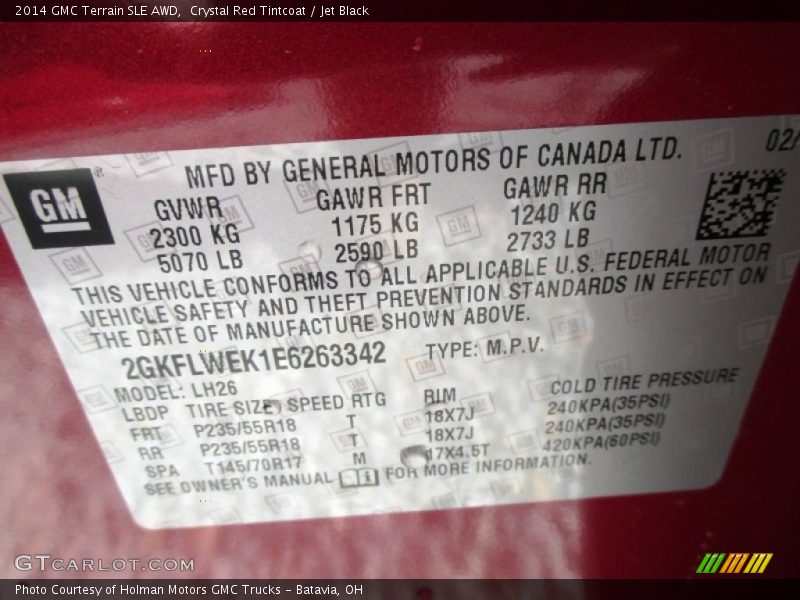 2014 GMC Terrain SLE AWD,  Crystal Red Tintcoat / Jet Black
MFD BY GENERAL MOTORS OF CANADA LTD.
02/
GM
GVWR GAWR FRT GAWR RR
2300 KG 1175 KG 1240 KG
5070 LB 2590 LB 2733 LB
THIS VEHICLE CONFORMS TO ALL APPLICABLE U.S. FEDERAL MOTOR
VEHICLE SAFETY AND THEFT PREVENTION STANDARDS IN EFFECT ON
THE DATE OF MANUFACTURE SHOWN ABOVE.
2GKFLWEK1E6263342 TYPE: M.P.V.
MODEL: LH26
LBDP TIRE SIZE SPEED RTG RIM COLD TIRE PRESSURE
FRT P235/55R18 T 18X7J 240KPA(35PSI)
RR P235/55R18 T 18X7J 240KPA(35PSI)
SPA T145/70R17 M 17X4.5T 420KPA(60PSI)
SEE OWNER'S MANUAL FOR MORE INFORMATION.
GTCARLOT.COM
Photo Courtesy of Holman Motors GMC Trucks - Batavia, OH